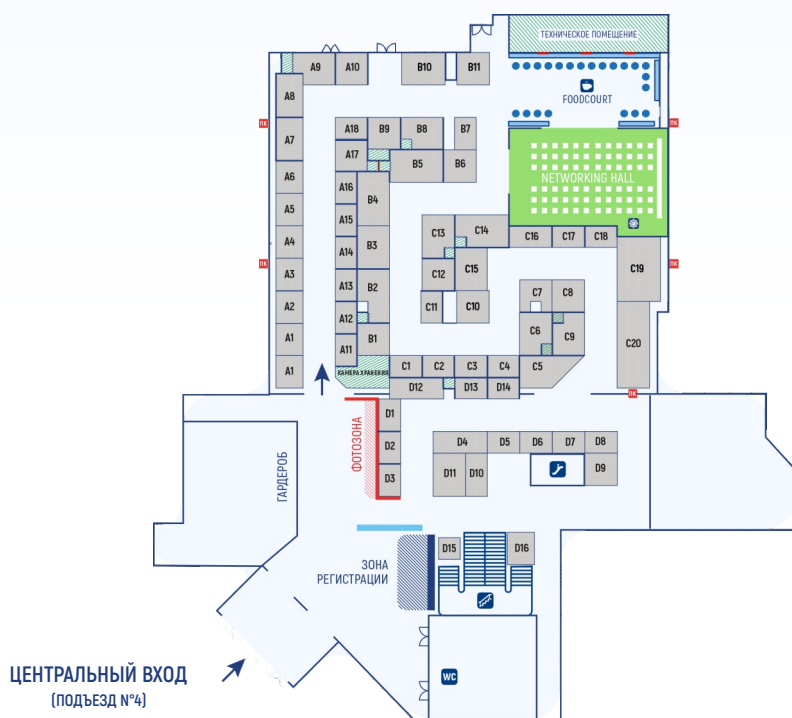 ТЕХНИЧЕСКОЕ ПОМЕЩЕНИЕ
A9 A10 B10 B11
FOODCOURT
A8
ПК ПК
A18 B9 B8 B7
A7
A17 B5 B6
A6 A16 NETWORKING HALL
B4
A5 A15
C13 C14
A4 A14 B3 C16 C17 C18
ПК ПК
A3 C12 C15 C19
A13 B2
A2 C11 C10 C7 C8
A12
A1 B1 C6 C9
A11 C20
A1 КАМЕРА ХРАНЕНИЯ C1 C2 C3 C4 C5
D12 D13 D14
ПК
D1
ФОТОЗОНА
D2 D4 D5 D6 D7 D8
D3 D11 D10 D9
ГАРДЕРОБ
D15 D16
ЗОНА
РЕГИСТРАЦИИ
ЦЕНТРАЛЬНЫЙ ВХОД
(ПОДЪЕЗД №4)
WC